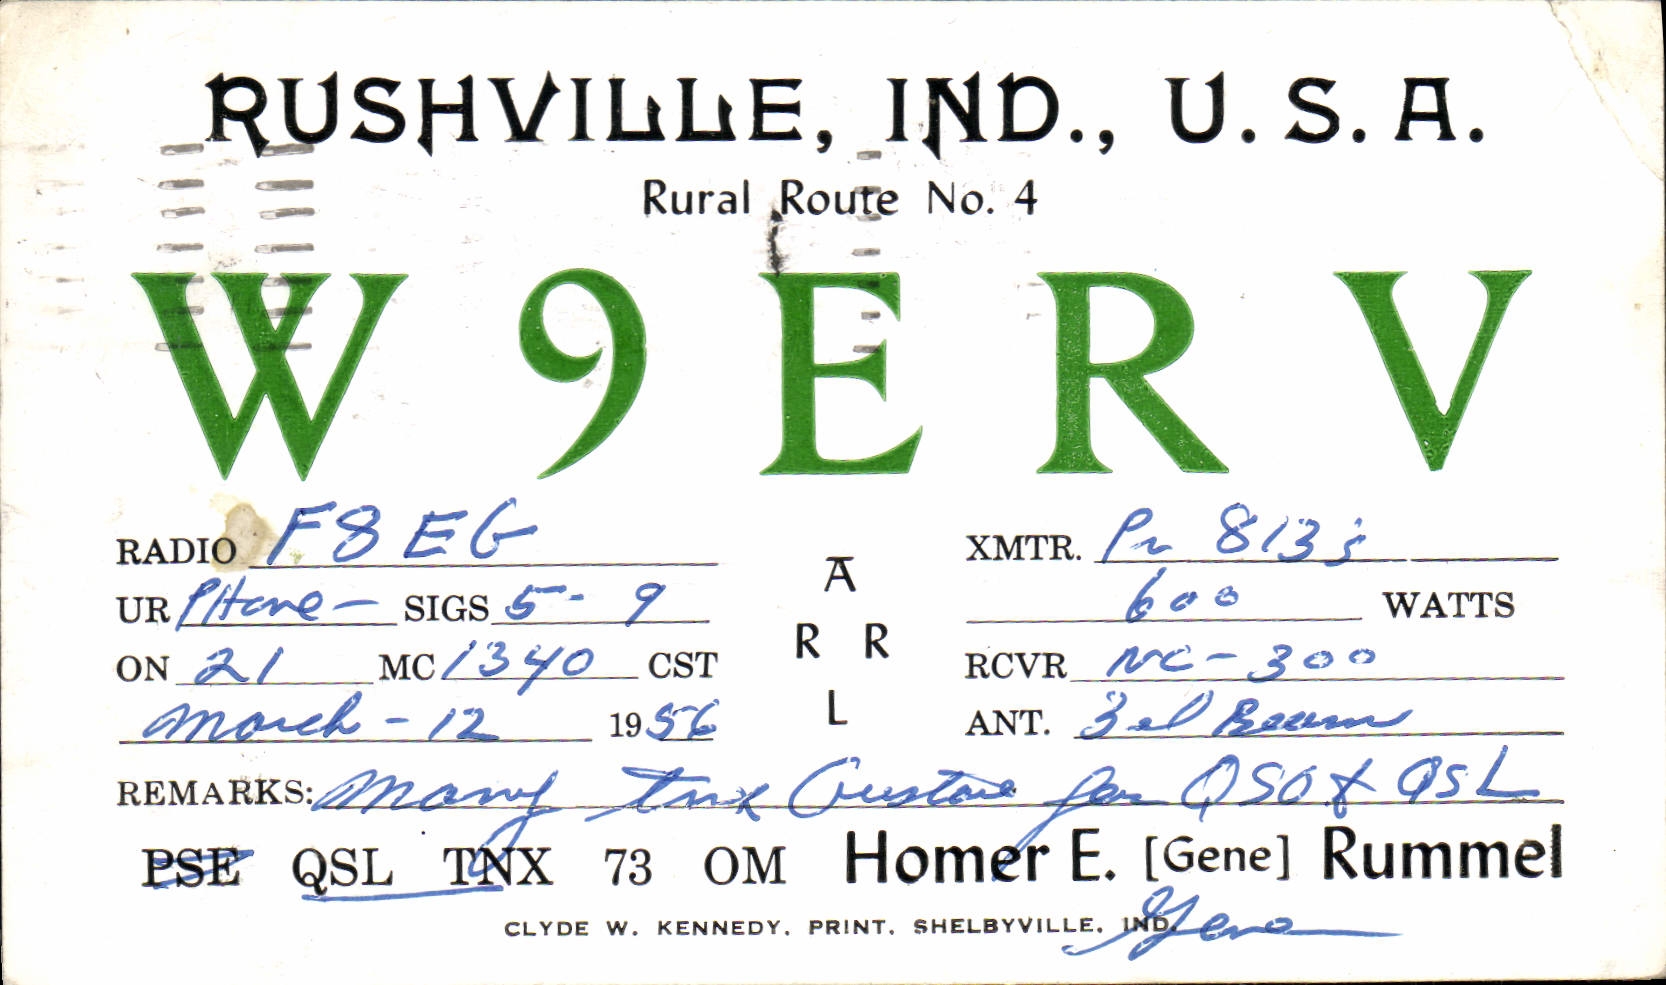 RUSHVILLE, IND., U.S.A.
Rural Route No. 4
W9ERV
RADIO F8EG
UR Phone - SIGS 5-9
ON 21 MC 1340 CST
March - 12 1956
A
R R
L
XMTR. Pr 813's
600 WATTS
RCVR NC-300
ANT. 3 el Beam
REMARKS: Many tnx Gustave for QSO & QSL
PSE QSL TNX 73 OM Homer E. [Gene] Rummel
CLYDE W. KENNEDY, PRINT, SHELBYVILLE, IND.
Gene